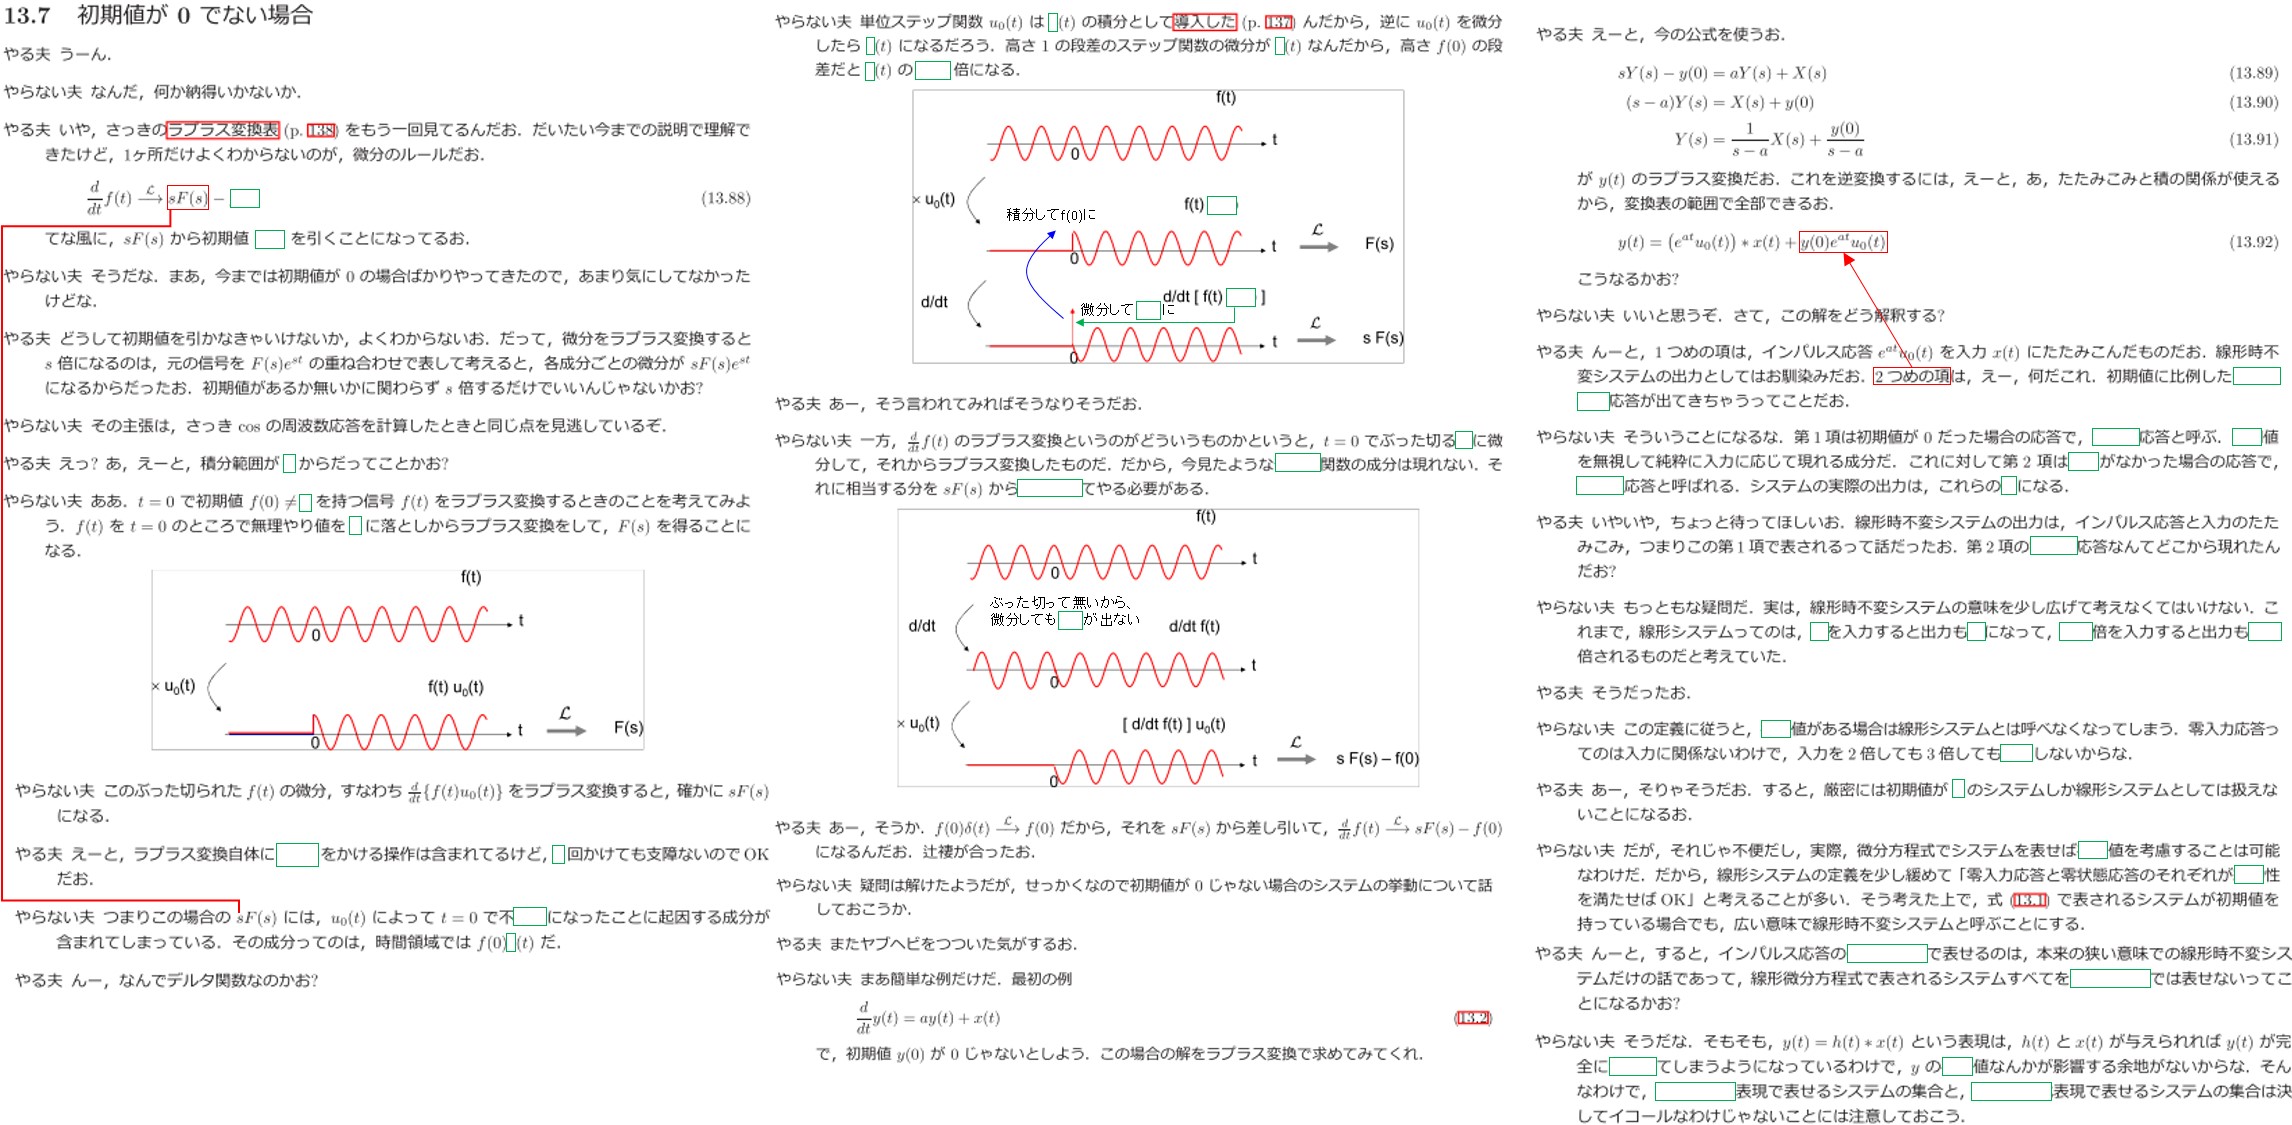 13.7 初期値が 0 でない場合
やる夫 うーん．
やらない夫 なんだ，何か納得いかないか．
やる夫 いや，さっきのラプラス変換表 (p. 138) をもう一回見てるんだお．だいたい今までの説明で理解で
きたけど，1ヶ所だけよくわからないのが，微分のルールだお．
d/dt f(t) →^ℒ sF(s) − (13.88)
てな風に，sF(s) から初期値 を引くことになってるお．
やらない夫 そうだな．まあ，今までは初期値が 0 の場合ばかりやってきたので，あまり気にしてなかった
けどな．
やる夫 どうして初期値を引かなきゃいけないか，よくわからないお．だって，微分をラプラス変換すると
s 倍になるのは，元の信号を F(s)e^{st} の重ね合わせで表して考えると，各成分ごとの微分が sF(s)e^{st}
になるからだったお．初期値があるか無いかに関わらず s 倍するだけでいいんじゃないかお?
やらない夫 その主張は，さっき cos の周波数応答を計算したときと同じ点を見逃しているぞ．
やる夫 えっ? あ，えーと，積分範囲が からだってことかお?
やらない夫 ああ．t = 0 で初期値 f(0) ≠ を持つ信号 f(t) をラプラス変換するときのことを考えてみよ
う．f(t) を t = 0 のところで無理やり値を に落としからラプラス変換をして，F(s) を得ることに
なる．
f(t)
t
0
× u₀(t)
f(t) u₀(t)
t
0
ℒ
F(s)
やらない夫 このぶった切られた f(t) の微分，すなわち d/dt{f(t)u₀(t)} をラプラス変換すると，確かに sF(s)
になる．
やる夫 えーと，ラプラス変換自体に をかける操作は含まれてるけど， 回かけても支障ないので OK
だお．
やらない夫 つまりこの場合の sF(s) には，u₀(t) によって t = 0 で不 になったことに起因する成分が
含まれてしまっている．その成分ってのは，時間領域では f(0) (t) だ．
やる夫 んー，なんでデルタ関数なのかお?
やらない夫 単位ステップ関数 u₀(t) は (t) の積分として導入した (p. 137) んだから，逆に u₀(t) を微分
したら (t) になるだろう．高さ 1 の段差のステップ関数の微分が (t) なんだから，高さ f(0) の段
差だと (t) の 倍になる．
f(t)
t
0
× u₀(t)
積分してf(0)に
f(t)
t
0
ℒ
F(s)
d/dt
微分して に
d/dt [ f(t) ]
t
0
ℒ
s F(s)
やる夫 あー，そう言われてみればそうなりそうだお．
やらない夫 一方，d/dt f(t) のラプラス変換というのがどういうものかというと，t = 0 でぶった切る に微
分して，それからラプラス変換したものだ．だから，今見たような 関数の成分は現れない．そ
れに相当する分を sF(s) から てやる必要がある．
f(t)
t
0
d/dt
ぶった切って無いから、
微分しても が出ない
d/dt f(t)
t
0
× u₀(t)
[ d/dt f(t) ] u₀(t)
t
0
ℒ
s F(s) – f(0)
やる夫 あー，そうか．f(0)δ(t) →^ℒ f(0) だから，それを sF(s) から差し引いて，d/dt f(t) →^ℒ sF(s) − f(0)
になるんだお．辻褄が合ったお．
やらない夫 疑問は解けたようだが，せっかくなので初期値が 0 じゃない場合のシステムの挙動について話
しておこうか．
やる夫 またヤブヘビをつついた気がするお．
やらない夫 まあ簡単な例だけだ．最初の例
d/dt y(t) = ay(t) + x(t) (13.2)
で，初期値 y(0) が 0 じゃないとしよう．この場合の解をラプラス変換で求めてみてくれ．
やる夫 えーと，今の公式を使うお．
sY(s) − y(0) = aY(s) + X(s) (13.89)
(s − a)Y(s) = X(s) + y(0) (13.90)
Y(s) = 1/(s − a) X(s) + y(0)/(s − a) (13.91)
が y(t) のラプラス変換だお．これを逆変換するには，えーと，あ，たたみこみと積の関係が使える
から，変換表の範囲で全部できるお．
y(t) = (e^{at}u₀(t)) ∗ x(t) + y(0)e^{at}u₀(t) (13.92)
こうなるかお?
やらない夫 いいと思うぞ．さて，この解をどう解釈する?
やる夫 んーと，1 つめの項は，インパルス応答 e^{at}u₀(t) を入力 x(t) にたたみこんだものだお．線形時不
変システムの出力としてはお馴染みだお．2 つめの項は，えー，何だこれ．初期値に比例した
応答が出てきちゃうってことだお．
やらない夫 そういうことになるな．第 1 項は初期値が 0 だった場合の応答で， 応答と呼ぶ． 値
を無視して純粋に入力に応じて現れる成分だ．これに対して第 2 項は がなかった場合の応答で，
応答と呼ばれる．システムの実際の出力は，これらの になる．
やる夫 いやいや，ちょっと待ってほしいお．線形時不変システムの出力は，インパルス応答と入力のたた
みこみ，つまりこの第 1 項で表されるって話だったお．第 2 項の 応答なんてどこから現れたん
だお?
やらない夫 もっともな疑問だ．実は，線形時不変システムの意味を少し広げて考えなくてはいけない．こ
れまで，線形システムってのは， を入力すると出力も になって， 倍を入力すると出力も
倍されるものだと考えていた．
やる夫 そうだったお．
やらない夫 この定義に従うと， 値がある場合は線形システムとは呼べなくなってしまう．零入力応答っ
てのは入力に関係ないわけで，入力を 2 倍しても 3 倍しても しないからな．
やる夫 あー，そりゃそうだお．すると，厳密には初期値が のシステムしか線形システムとしては扱えな
いことになるお．
やらない夫 だが，それじゃ不便だし，実際，微分方程式でシステムを表せば 値を考慮することは可能
なわけだ．だから，線形システムの定義を少し緩めて「零入力応答と零状態応答のそれぞれが 性
を満たせば OK」と考えることが多い．そう考えた上で，式 (13.1) で表されるシステムが初期値を
持っている場合でも，広い意味で線形時不変システムと呼ぶことにする．
やる夫 んーと，すると，インパルス応答の で表せるのは，本来の狭い意味での線形時不変シス
テムだけの話であって，線形微分方程式で表されるシステムすべてを では表せないってこ
とになるかお?
やらない夫 そうだな．そもそも，y(t) = h(t) ∗ x(t) という表現は，h(t) と x(t) が与えられれば y(t) が完
全に てしまうようになっているわけで，y の 値なんかが影響する余地がないからな．そん
なわけで， 表現で表せるシステムの集合と， 表現で表せるシステムの集合は決
してイコールなわけじゃないことには注意しておこう．